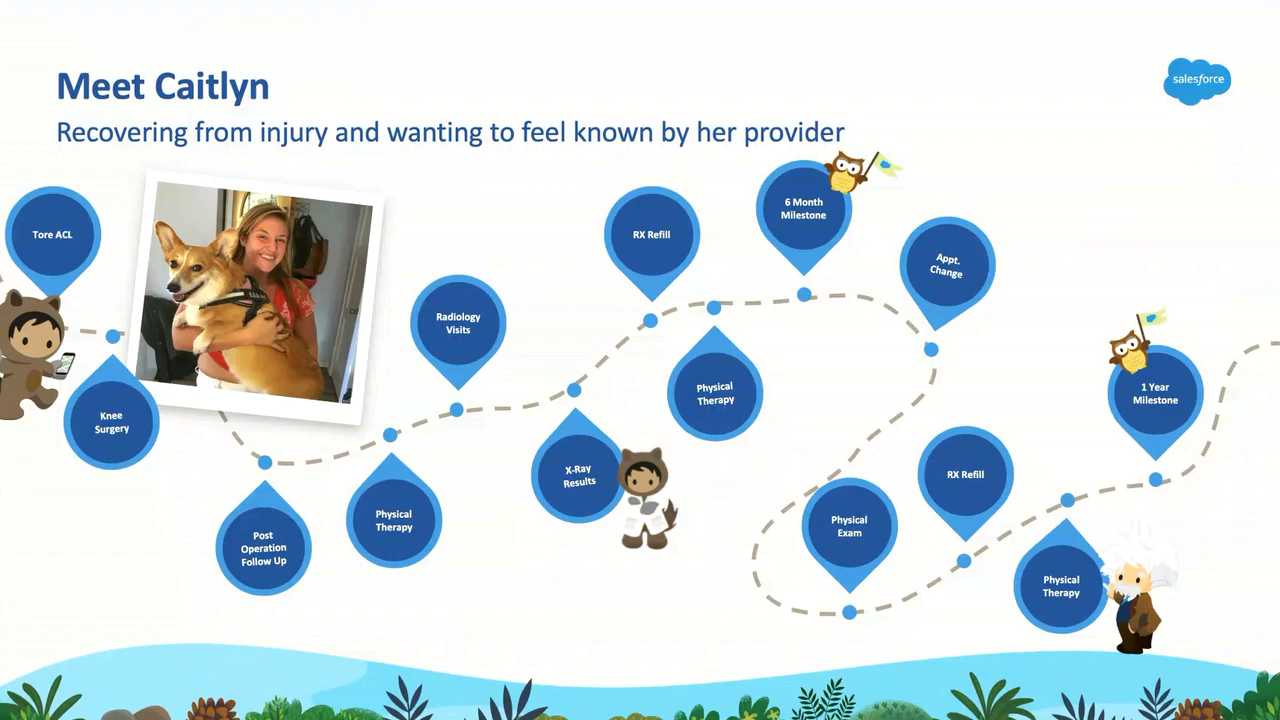 Meet Caitlyn
salesforce
Recovering from injury and wanting to feel known by her provider
Tore ACL
Knee
Surgery
Post
Operation
Follow Up
Physical
Therapy
Radiology
Visits
X-Ray
Results
RX Refill
Physical
Therapy
6 Month
Milestone
Appt.
Change
Physical
Exam
RX Refill
Physical
Therapy
1 Year
Milestone